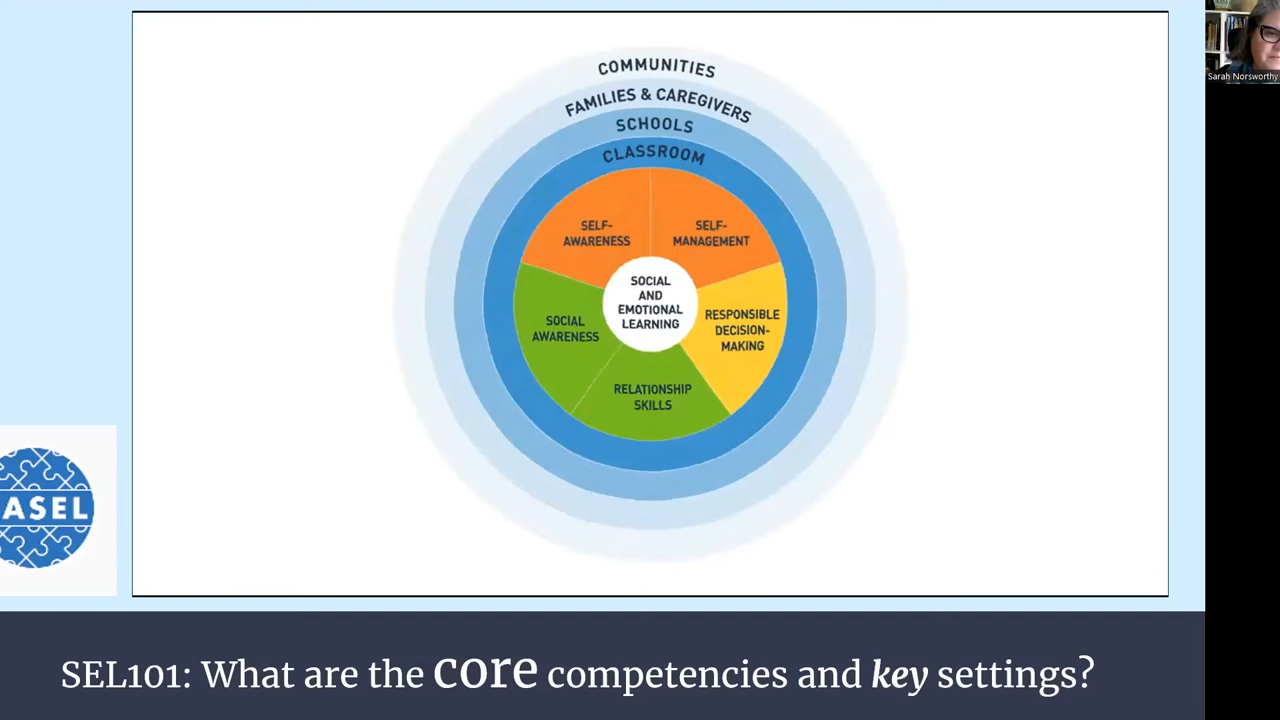 COMMUNITIES
FAMILIES & CAREGIVERS
SCHOOLS
CLASSROOM
SELF-
AWARENESS
SELF-
MANAGEMENT
SOCIAL
AND
EMOTIONAL
LEARNING
SOCIAL
AWARENESS
RESPONSIBLE
DECISION-
MAKING
RELATIONSHIP
SKILLS
ASEL
SEL101: What are the core competencies and key settings?
Sarah Norsworthy